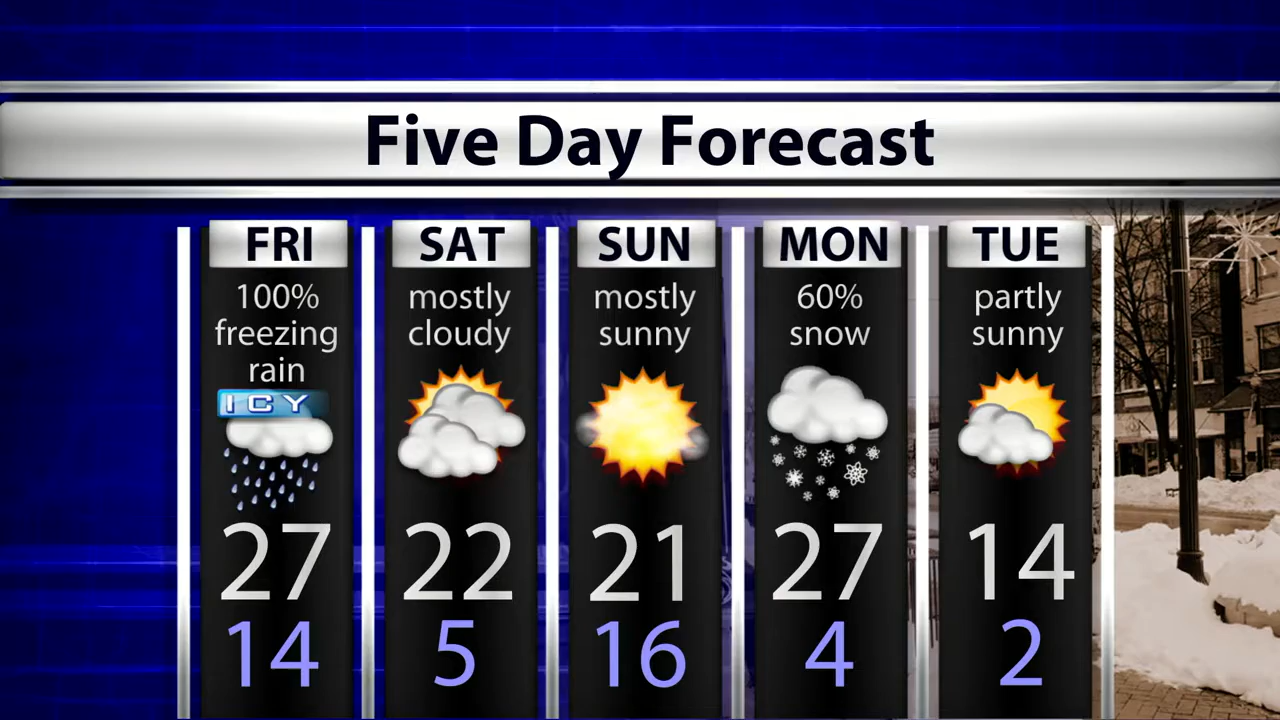 Five Day Forecast
FRI
100%
freezing
rain
ICY
27
14
SAT
mostly
cloudy
22
5
SUN
mostly
sunny
21
16
MON
60%
snow
27
4
TUE
partly
sunny
14
2